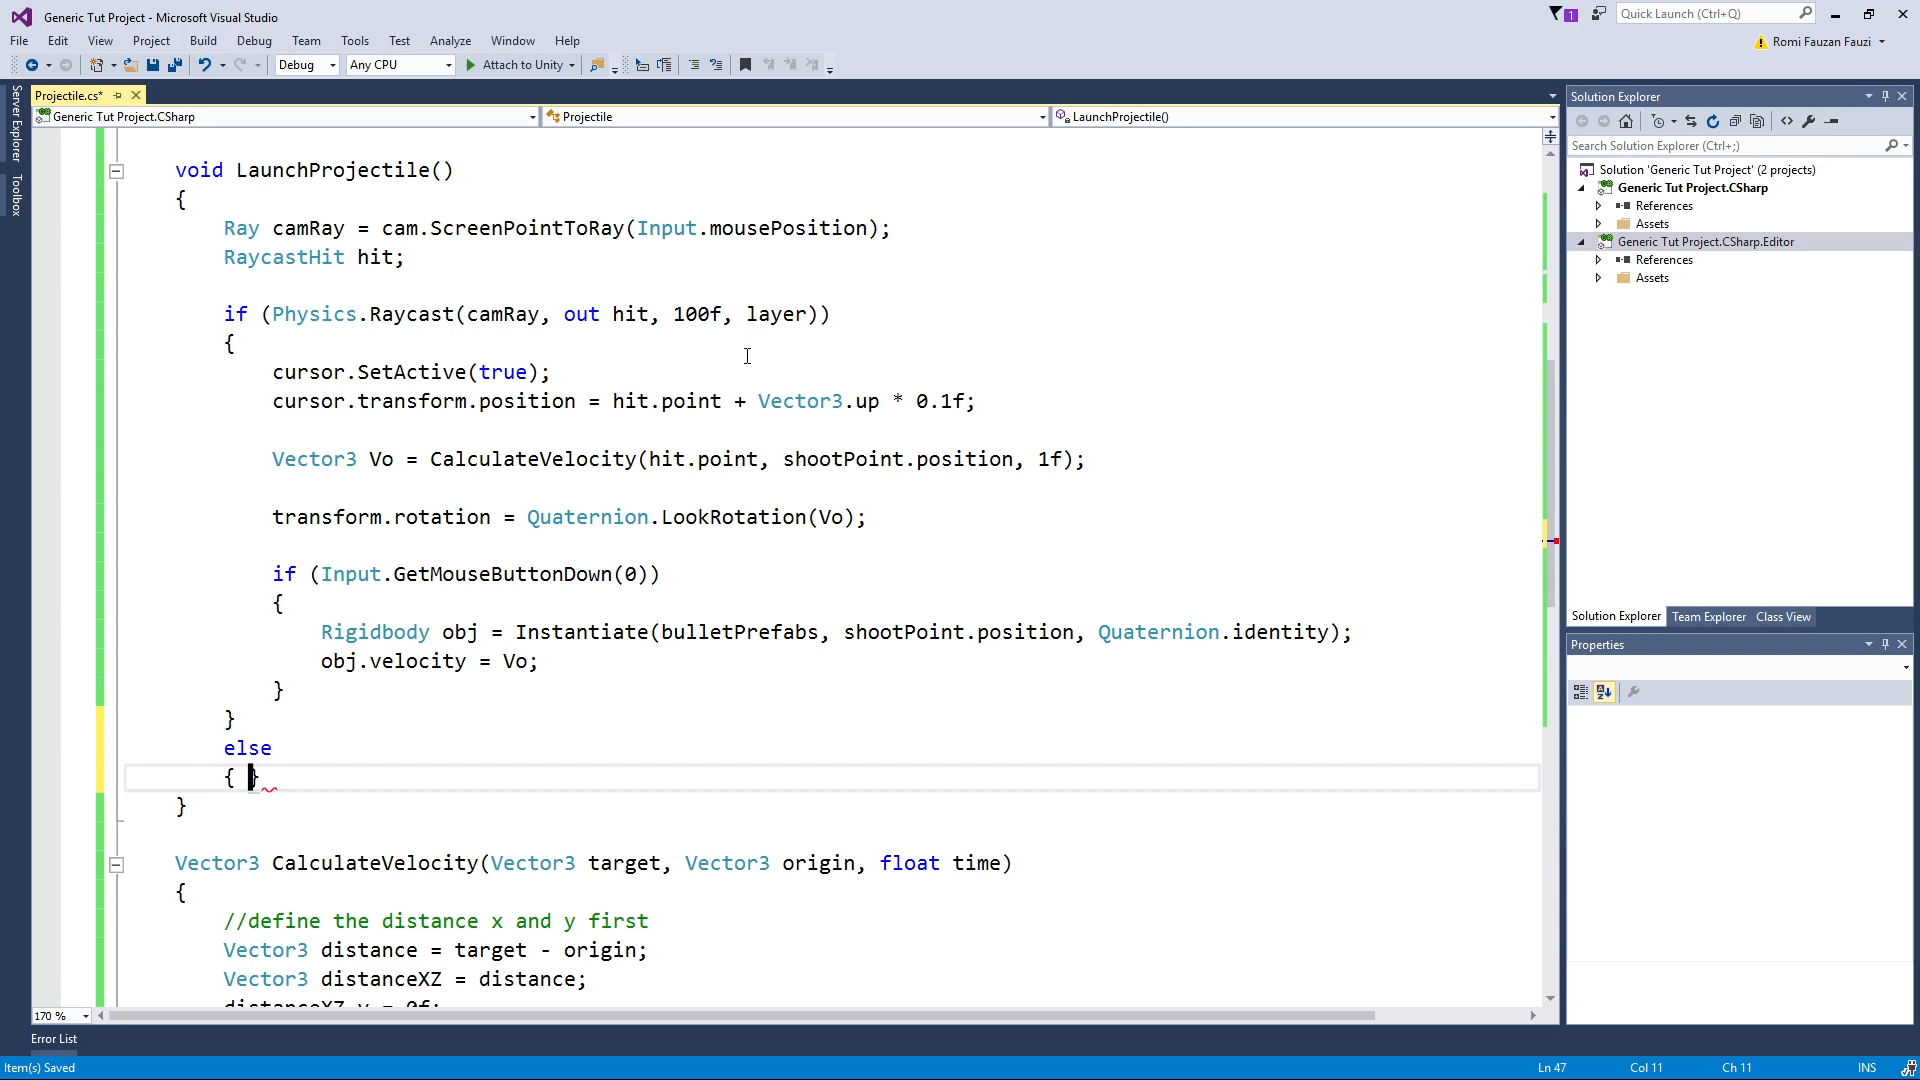 Generic Tut Project - Microsoft Visual Studio
1
Quick Launch (Ctrl+Q)
File Edit View Project Build Debug Team Tools Test Analyze Window Help
Romi Fauzan Fauzi
Debug Any CPU Attach to Unity
Server Explorer
Toolbox
Projectile.cs*
Generic Tut Project.CSharp Projectile LaunchProjectile()
void LaunchProjectile()
{
Ray camRay = cam.ScreenPointToRay(Input.mousePosition);
RaycastHit hit;
if (Physics.Raycast(camRay, out hit, 100f, layer))
{
cursor.SetActive(true);
cursor.transform.position = hit.point + Vector3.up * 0.1f;
Vector3 Vo = CalculateVelocity(hit.point, shootPoint.position, 1f);
transform.rotation = Quaternion.LookRotation(Vo);
if (Input.GetMouseButtonDown(0))
{
Rigidbody obj = Instantiate(bulletPrefabs, shootPoint.position, Quaternion.identity);
obj.velocity = Vo;
}
}
else
{ }
}
Vector3 CalculateVelocity(Vector3 target, Vector3 origin, float time)
{
//define the distance x and y first
Vector3 distance = target - origin;
Vector3 distanceXZ = distance;
distanceXZ.y = 0f;
170 %
Solution Explorer
Search Solution Explorer (Ctrl+;)
Solution 'Generic Tut Project' (2 projects)
Generic Tut Project.CSharp
References
Assets
Generic Tut Project.CSharp.Editor
References
Assets
Solution Explorer Team Explorer Class View
Properties
Error List
Item(s) Saved Ln 47 Col 11 Ch 11 INS